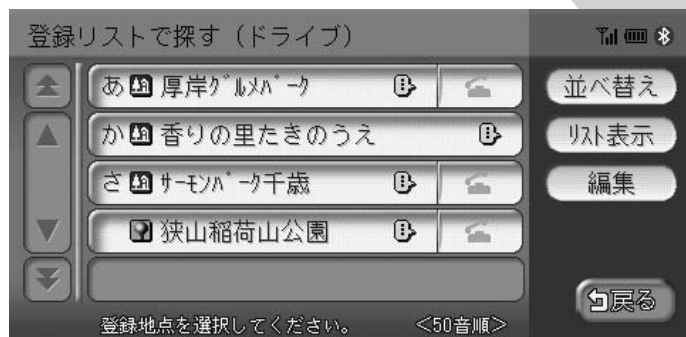 登録リストで探す（ドライブ）
あ 厚岸ｸﾞﾙﾒﾊﾟｰｸ
か 香りの里たきのうえ
さ ｻｰﾓﾝﾊﾟｰｸ千歳
狭山稲荷山公園
並べ替え
ﾘｽﾄ表示
編集
戻る
登録地点を選択してください。 <50音順>